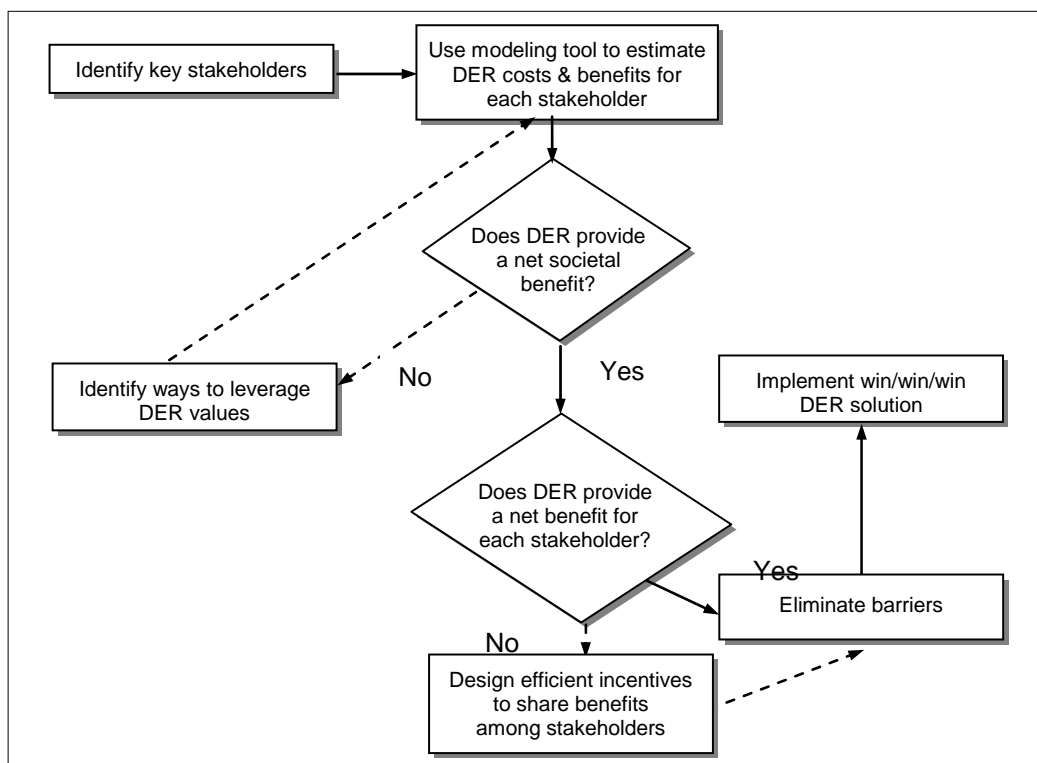 Identify key stakeholders
Use modeling tool to estimate
DER costs & benefits for
each stakeholder
Does DER provide
a net societal
benefit?
No
Yes
Identify ways to leverage
DER values
Implement win/win/win
DER solution
Does DER provide
a net benefit for
each stakeholder?
Yes
Eliminate barriers
No
Design efficient incentives
to share benefits
among stakeholders